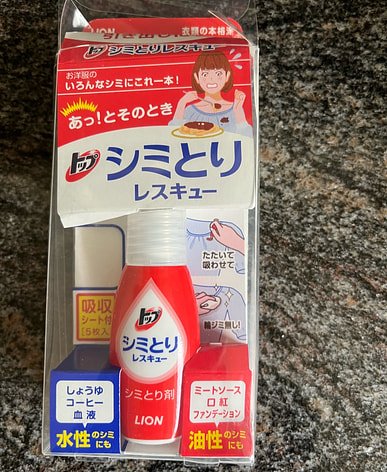 LION
衣類の本格
トップ シミとりレスキュー
お洋服の
いろんなシミにこれ一本!
あっ!とそのとき
トップ
シミとり
レスキュー
たたいて
吸わせて
吸収
シート付
[5枚入]
輪ジミ無し!
トップ
シミとり
レスキュー
シミとり剤
LION
しょうゆ
コーヒー
血液
水性のシミにも
ミートソース
口紅
ファンデーション
油性のシミにも